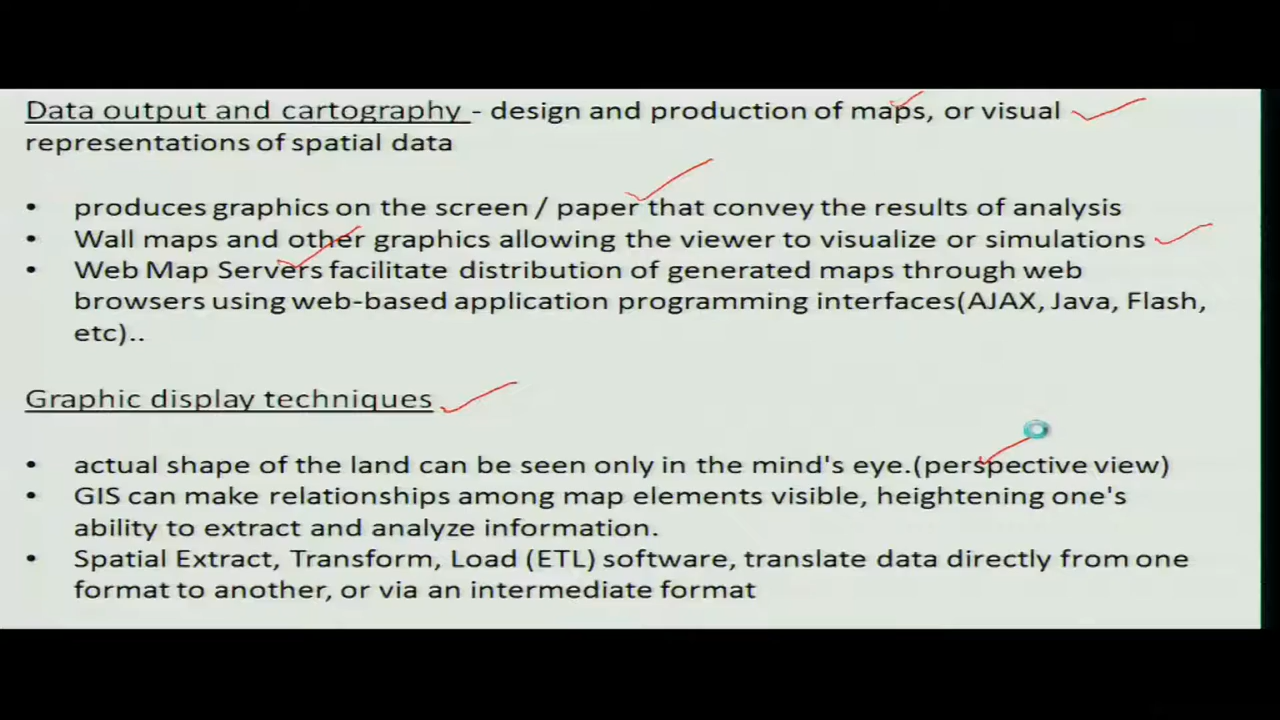 Data output and cartography - design and production of maps, or visual
representations of spatial data
• produces graphics on the screen / paper that convey the results of analysis
• Wall maps and other graphics allowing the viewer to visualize or simulations
• Web Map Servers facilitate distribution of generated maps through web
browsers using web-based application programming interfaces(AJAX, Java, Flash,
etc)..
Graphic display techniques
• actual shape of the land can be seen only in the mind's eye.(perspective view)
• GIS can make relationships among map elements visible, heightening one's
ability to extract and analyze information.
• Spatial Extract, Transform, Load (ETL) software, translate data directly from one
format to another, or via an intermediate format